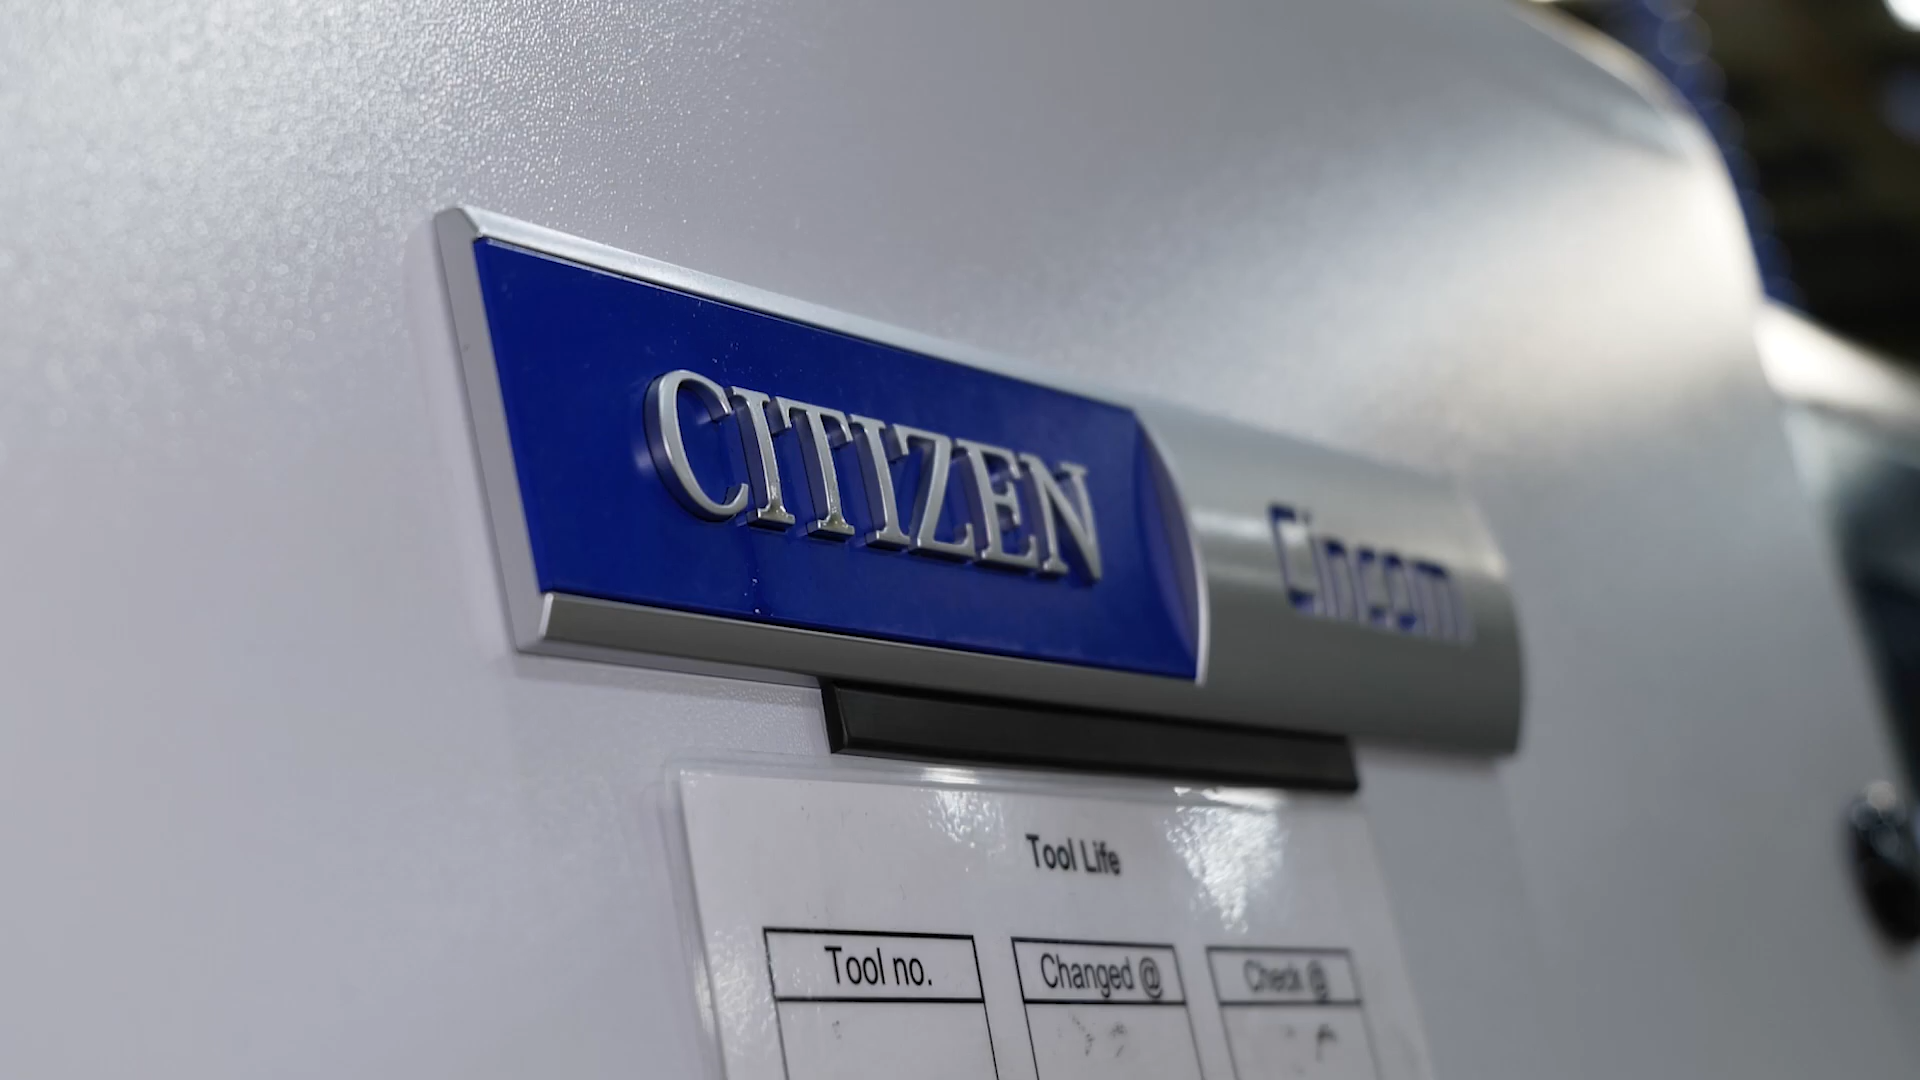 CITIZEN
Cincom
Tool Life
Tool no.
Changed @
Check @